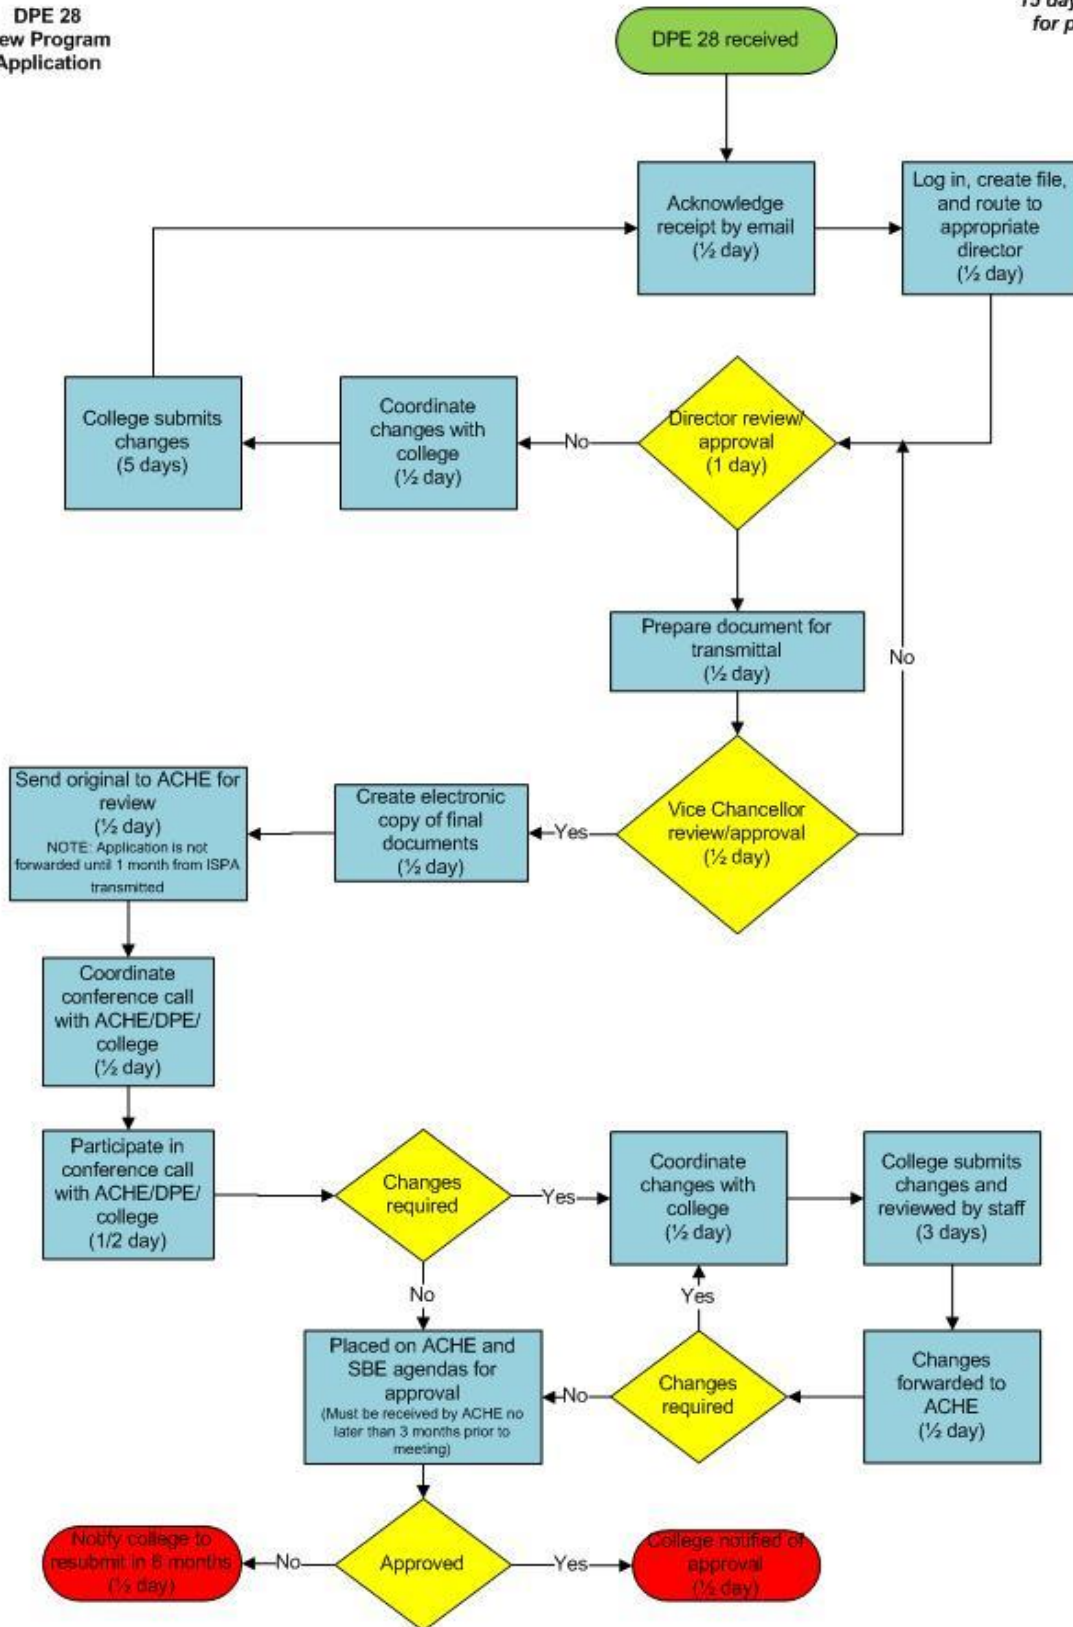 DPE 28
ew Program
Application
15 day
for p
DPE 28 received
Acknowledge
receipt by email
(½ day)
Log in, create file,
and route to
appropriate
director
(½ day)
College submits
changes
(5 days)
Coordinate
changes with
college
(½ day)
No
Director review/
approval
(1 day)
Prepare document for
transmittal
(½ day)
No
Send original to ACHE for
review
(½ day)
NOTE: Application is not
forwarded until 1 month from ISPA
transmitted
Create electronic
copy of final
documents
(½ day)
Yes
Vice Chancellor
review/approval
(½ day)
Coordinate
conference call
with ACHE/DPE/
college
(½ day)
Participate in
conference call
with ACHE/DPE/
college
(1/2 day)
Changes
required
Yes
Coordinate
changes with
college
(½ day)
College submits
changes and
reviewed by staff
(3 days)
No
Yes
Placed on ACHE and
SBE agendas for
approval
(Must be received by ACHE no
later than 3 months prior to
meeting)
No
Changes
required
Changes
forwarded to
ACHE
(½ day)
Notify college to
resubmit in 6 months
(½ day)
No
Approved
Yes
College notified of
approval
(½ day)